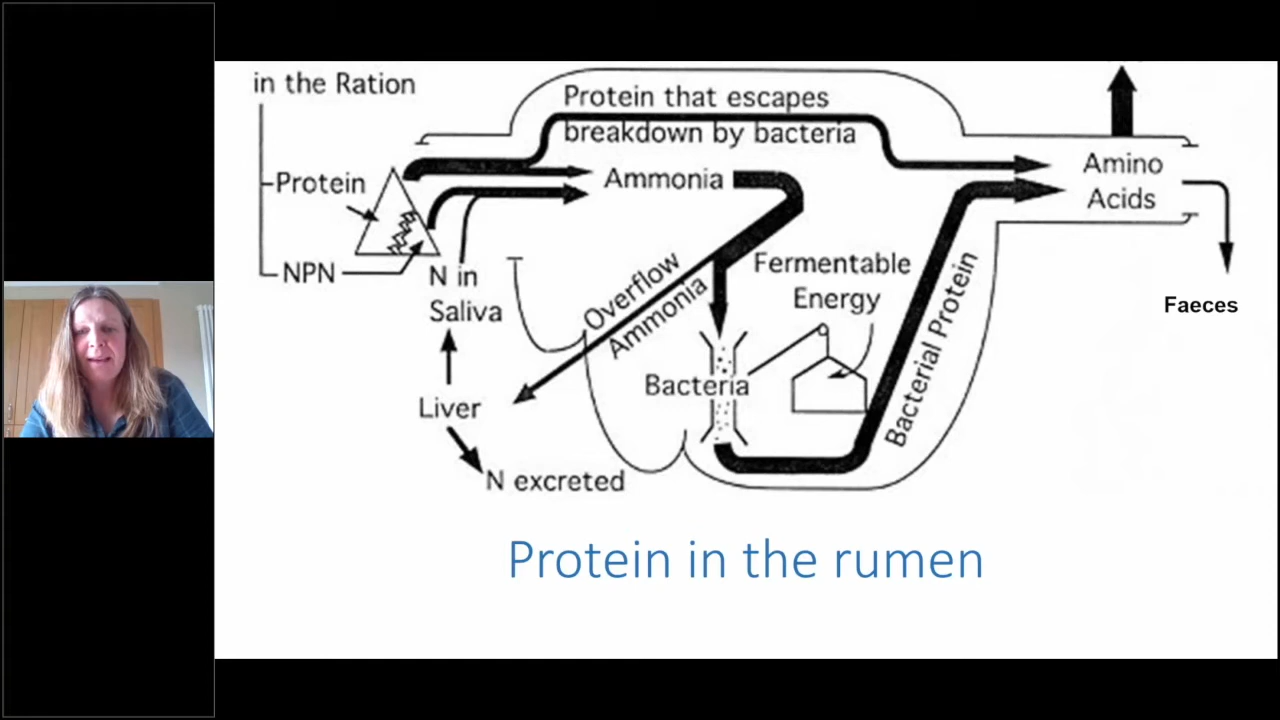 in the Ration
Protein that escapes
breakdown by bacteria
Protein
NPN
Ammonia
Amino
Acids
N in
Saliva
Overflow
Ammonia
Fermentable
Energy
Bacteria
Bacterial Protein
Liver
N excreted
Faeces
Protein in the rumen